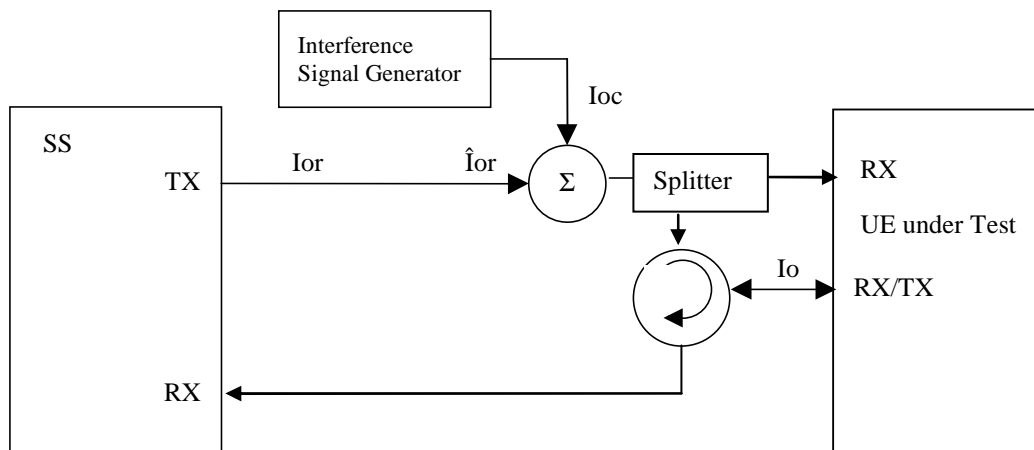 Interference
Signal Generator
Ioc
SS
TX
Ior
Îor
Σ
Splitter
RX
UE under Test
Io
RX/TX
RX